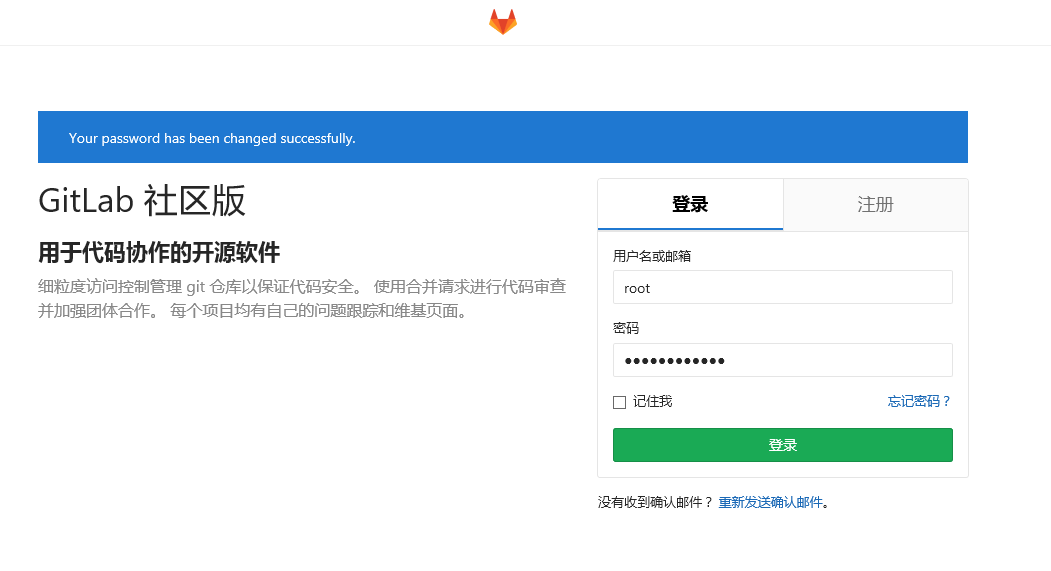 Your password has been changed successfully.
GitLab 社区版
用于代码协作的开源软件
细粒度访问控制管理 git 仓库以保证代码安全。 使用合并请求进行代码审查
并加强团体合作。 每个项目均有自己的问题跟踪和维基页面。
登录
注册
用户名或邮箱
root
密码
●●●●●●●●●●●●
记住我
忘记密码？
登录
没有收到确认邮件？ 重新发送确认邮件。